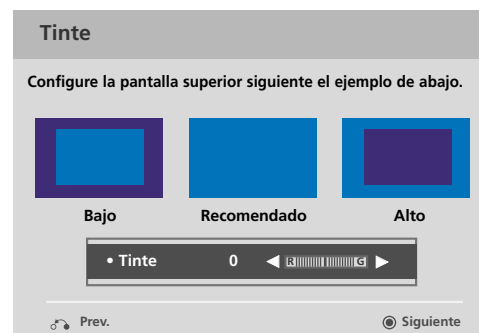 Tinte
Configure la pantalla superior siguiente el ejemplo de abajo.
Bajo Recomendado Alto
• Tinte 0 R G
Prev. Siguiente